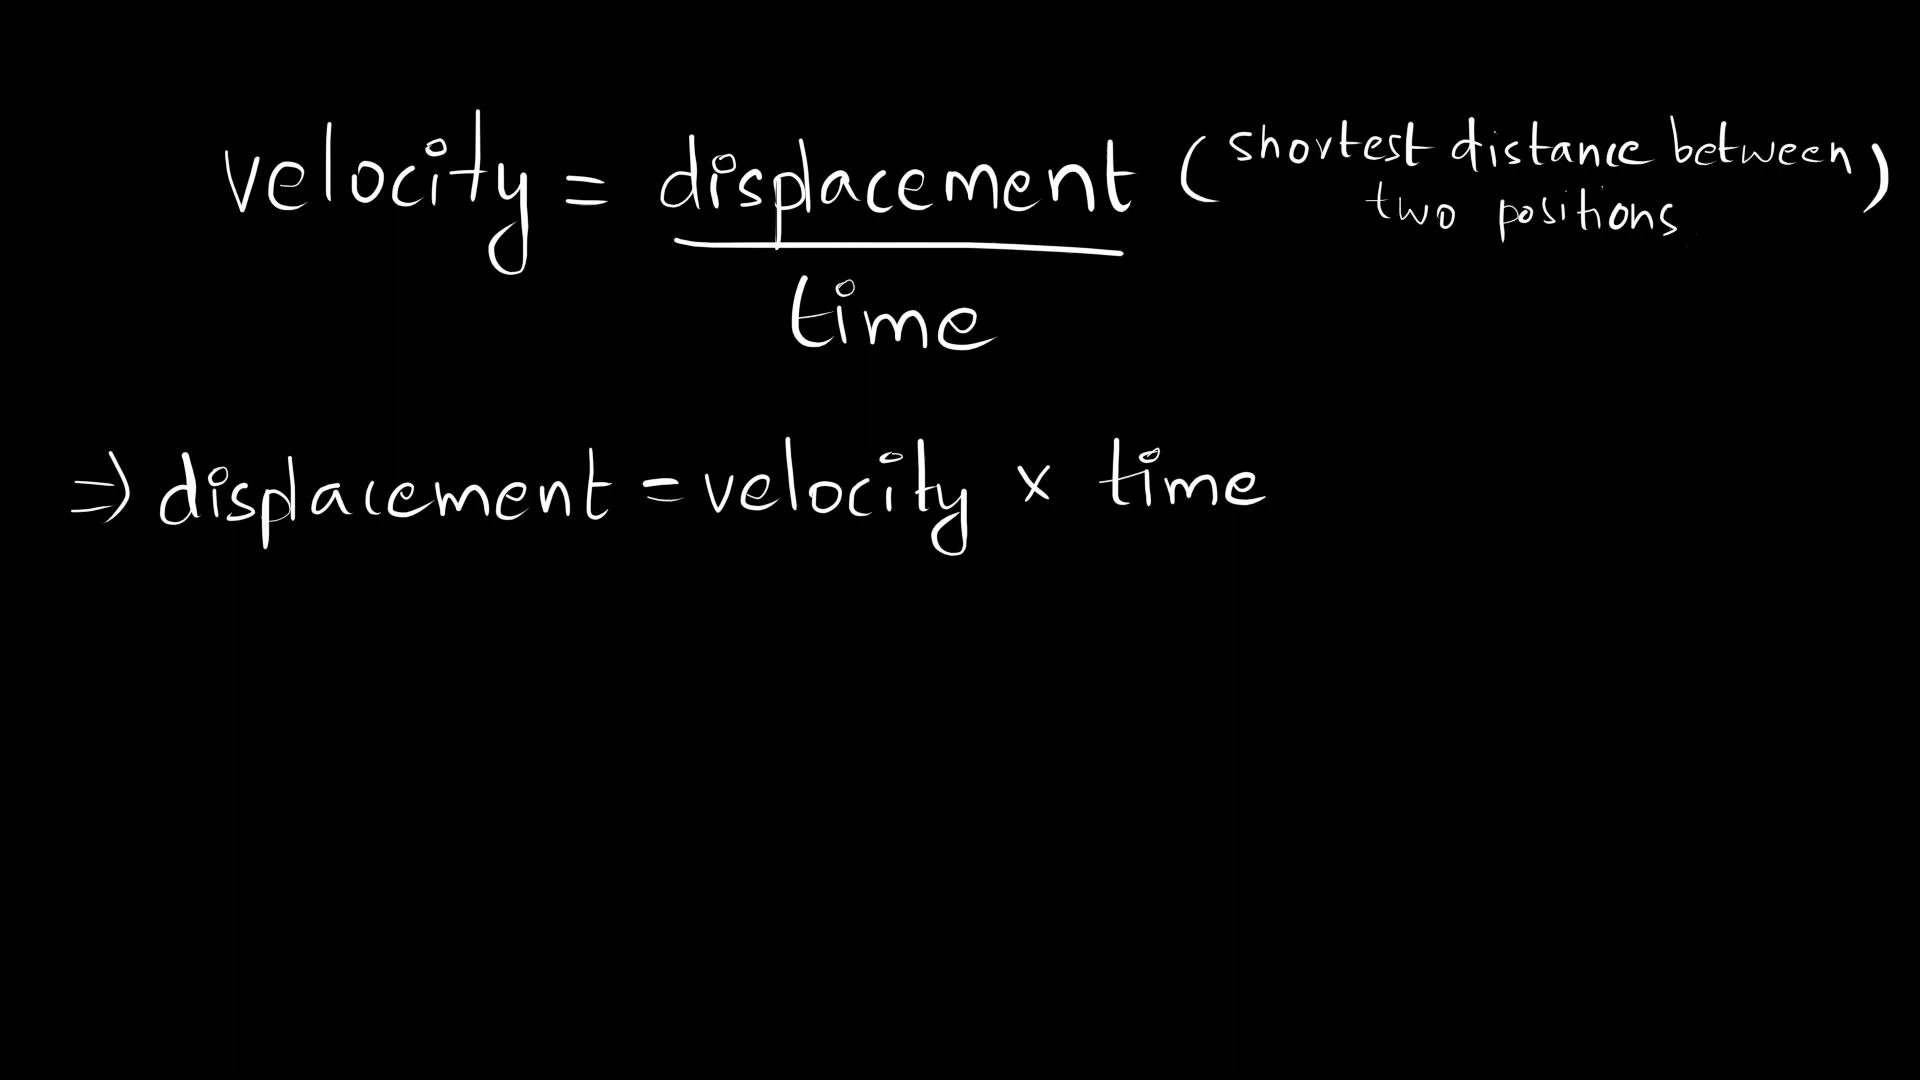 velocity = displacement (shortest distance between two positions)
time
⇒ displacement = velocity x time